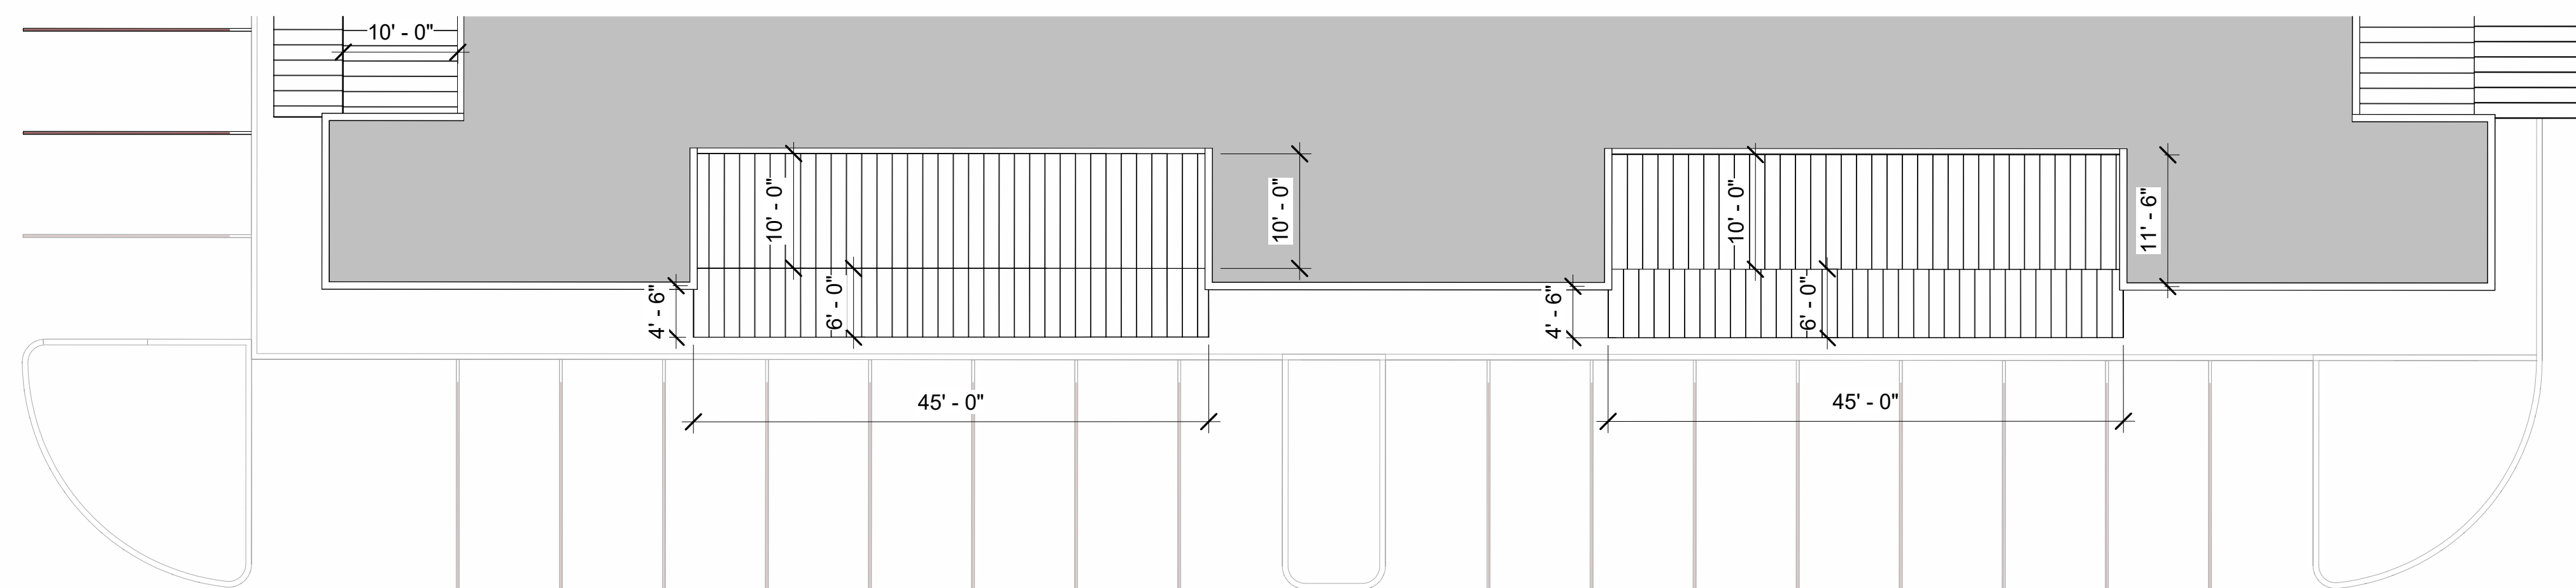 10' - 0"
10' - 0"
10' - 0"
10' - 0"
11' - 6"
4' - 6"
6' - 0"
4' - 6"
6' - 0"
45' - 0"
45' - 0"